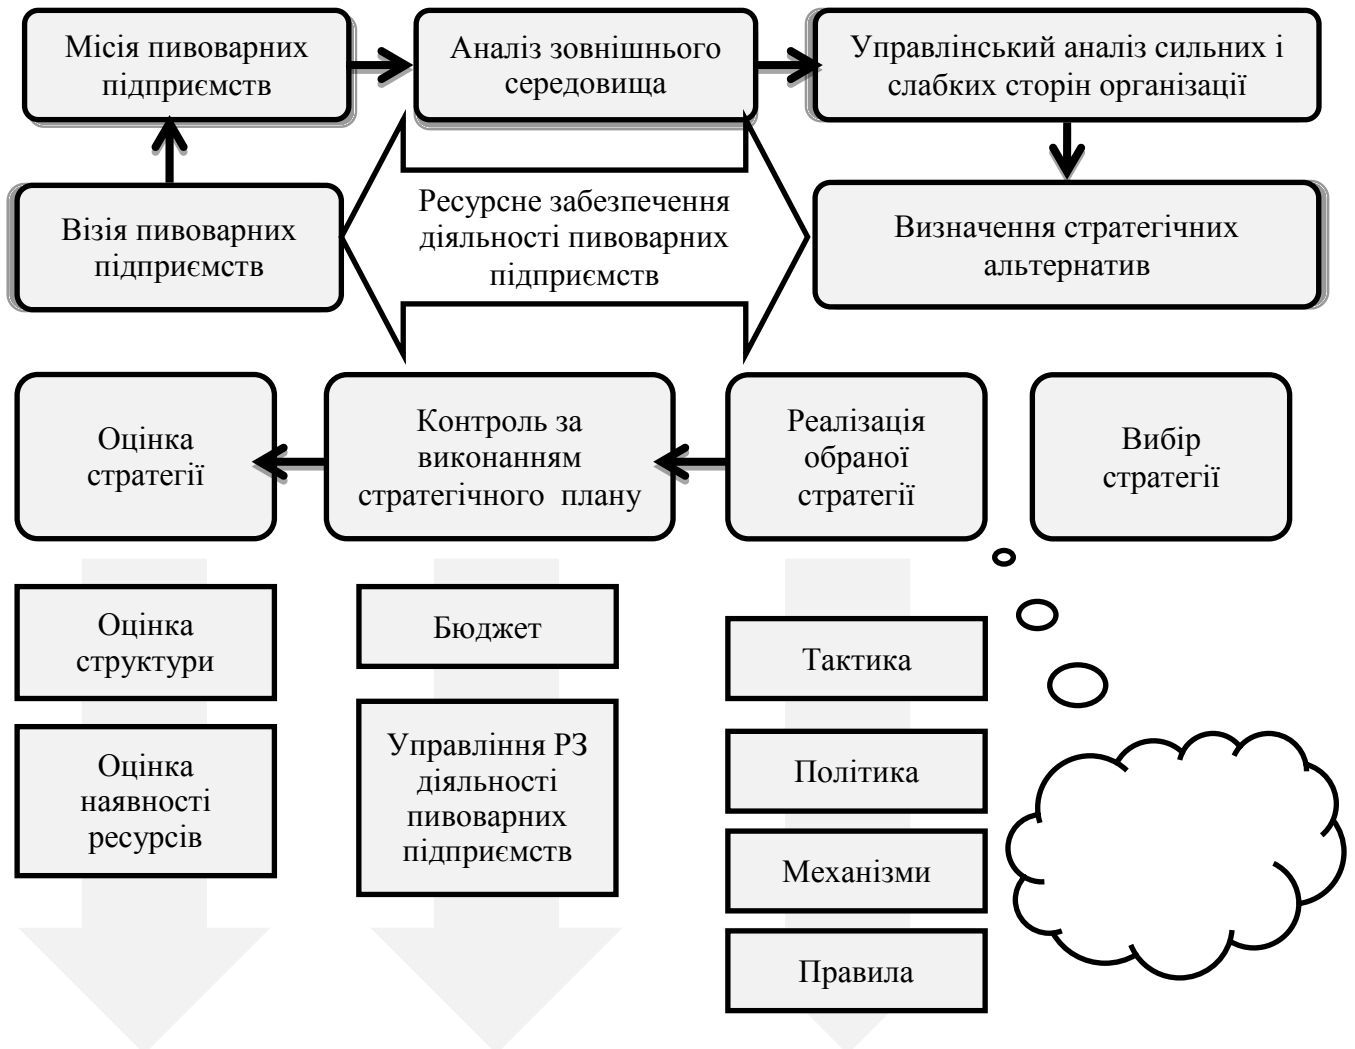 Місія пивоварних
підприємств
Аналіз зовнішнього
середовища
Управлінський аналіз сильних і
слабких сторін організації
Візія пивоварних
підприємств
Ресурсне забезпечення
діяльності пивоварних
підприємств
Визначення стратегічних
альтернатив
Оцінка
стратегії
Контроль за
виконанням
стратегічного плану
Реалізація
обраної
стратегії
Вибір
стратегії
Оцінка
структури
Оцінка
наявності
ресурсів
Бюджет
Управління РЗ
діяльності
пивоварних
підприємств
Тактика
Політика
Механізми
Правила